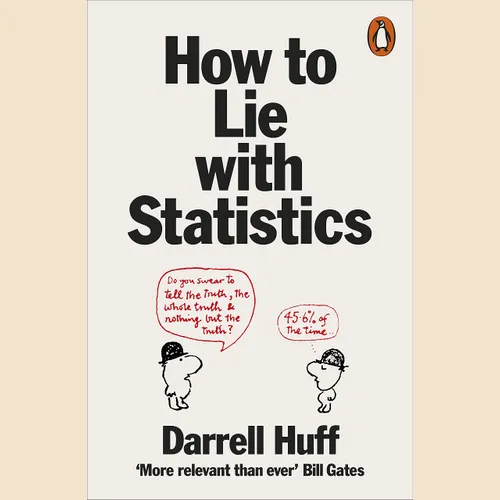 How to
Lie
with
Statistics
Do you swear to
tell the truth, the
whole truth &
nothing but the
truth?
45.6% of
the time..
Darrell Huff
‘More relevant than ever’ Bill Gates